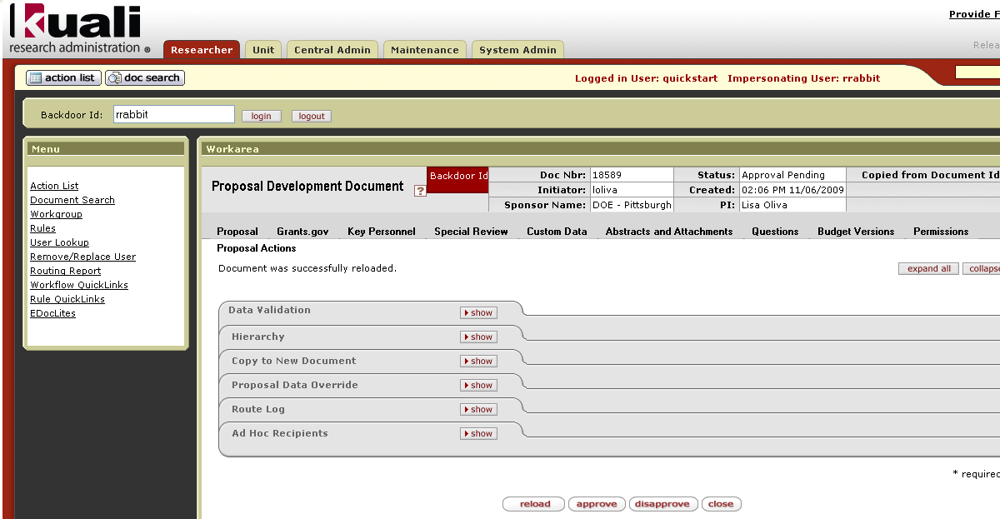 kuali
research administration ®
Provide F
Relea
Researcher Unit Central Admin Maintenance System Admin
action list doc search
Logged in User: quickstart Impersonating User: rrabbit
Backdoor Id: rrabbit login logout
Menu
Action List
Document Search
Workgroup
Rules
User Lookup
Remove/Replace User
Routing Report
Workflow QuickLinks
Rule QuickLinks
EDocLites
Workarea
Proposal Development Document ?
Backdoor Id
Doc Nbr: 18589 Status: Approval Pending Copied from Document Id
Initiator: loliva Created: 02:06 PM 11/06/2009
Sponsor Name: DOE - Pittsburgh PI: Lisa Oliva
Proposal Grants.gov Key Personnel Special Review Custom Data Abstracts and Attachments Questions Budget Versions Permissions
Proposal Actions
Document was successfully reloaded.
expand all collapse
Data Validation show
Hierarchy show
Copy to New Document show
Proposal Data Override show
Route Log show
Ad Hoc Recipients show
* required
reload approve disapprove close